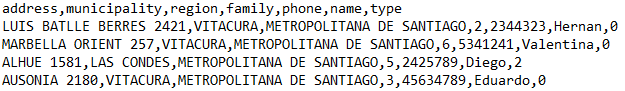 address,municipality,region,family,phone,name,type
LUIS BATLLE BERRES 2421,VITACURA,METROPOLITANA DE SANTIAGO,2,2344323,Hernan,0
MARBELLA ORIENT 257,VITACURA,METROPOLITANA DE SANTIAGO,6,5341241,Valentina,0
ALHUE 1581,LAS CONDES,METROPOLITANA DE SANTIAGO,5,2425789,Diego,2
AUSONIA 2180,VITACURA,METROPOLITANA DE SANTIAGO,3,45634789,Eduardo,0